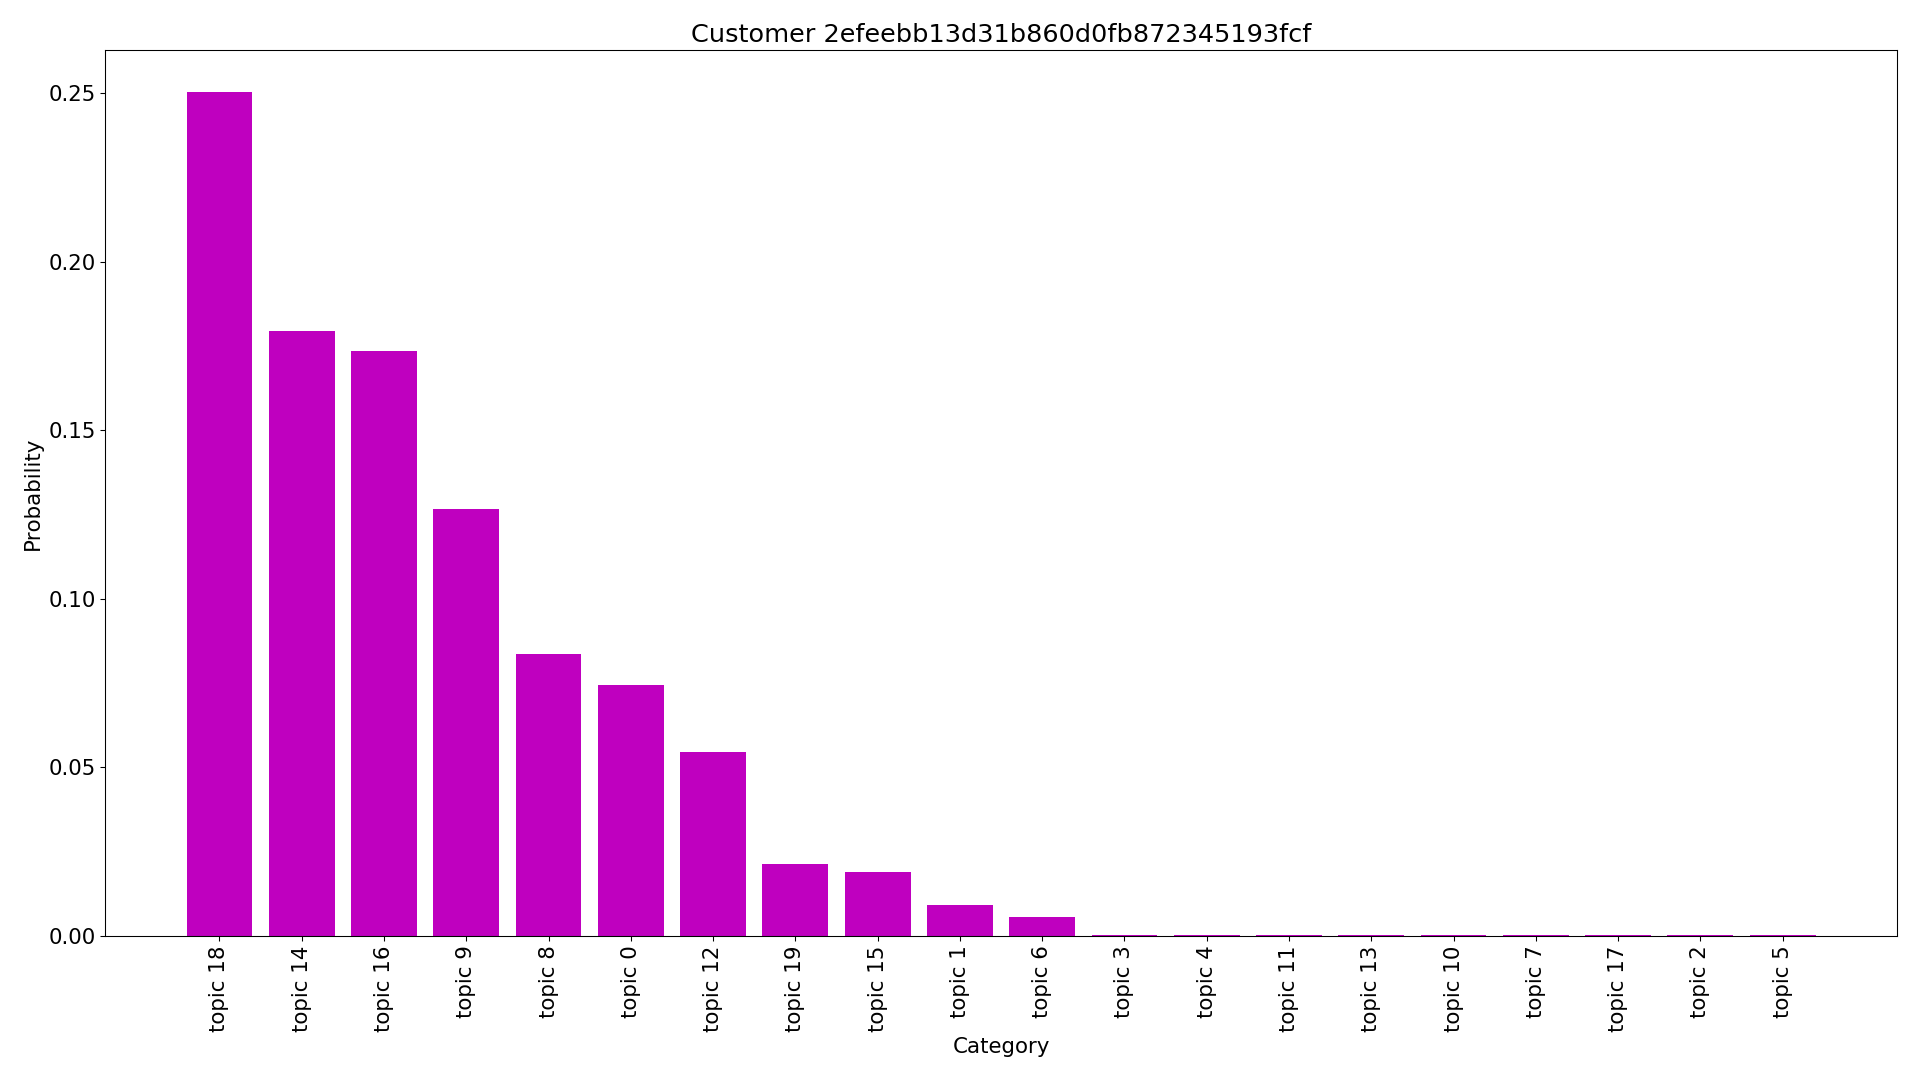 Customer 2efeebb13d31b860d0fb872345193fcf
Probability
0.25
0.20
0.15
0.10
0.05
0.00
topic 18
topic 14
topic 16
topic 9
topic 8
topic 0
topic 12
topic 19
topic 15
topic 1
topic 6
topic 3
topic 4
topic 11
topic 13
topic 10
topic 7
topic 17
topic 2
topic 5
Category